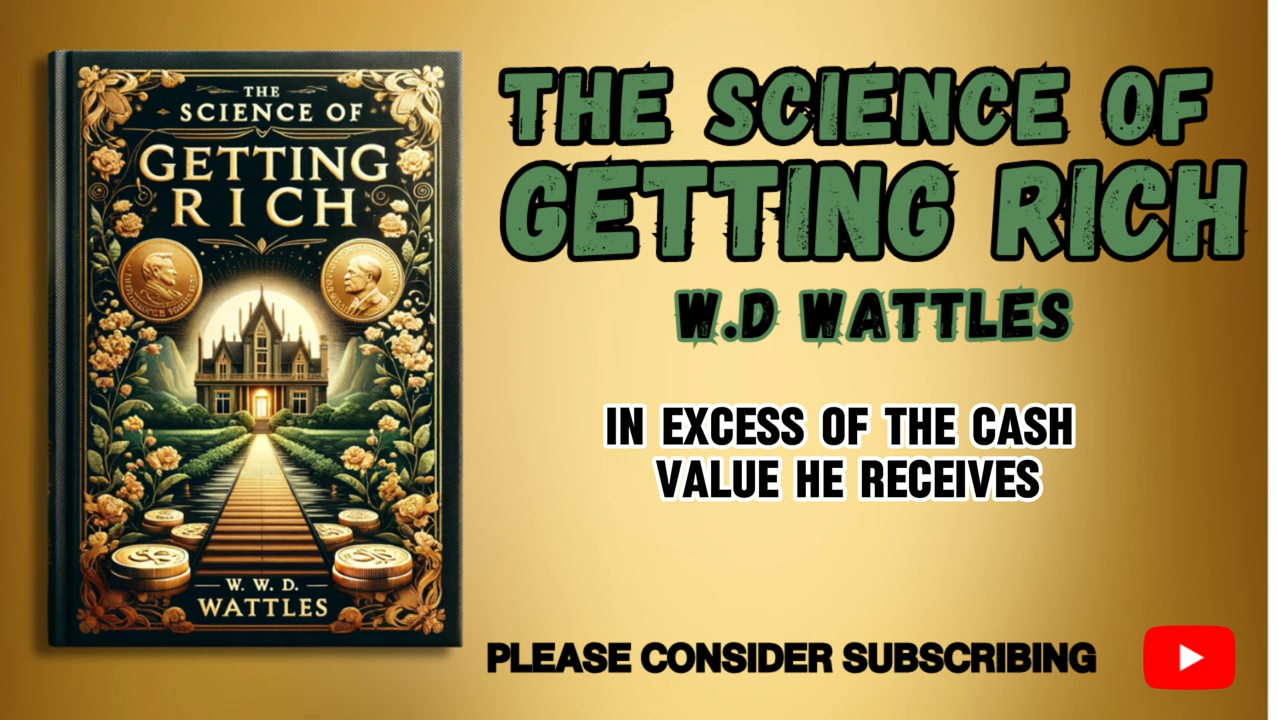 THE
SCIENCE OF
GETTING
RICH
W. W. D.
WATTLES
THE SCIENCE OF
GETTING RICH
W.D WATTLES
IN EXCESS OF THE CASH
VALUE HE RECEIVES
PLEASE CONSIDER SUBSCRIBING